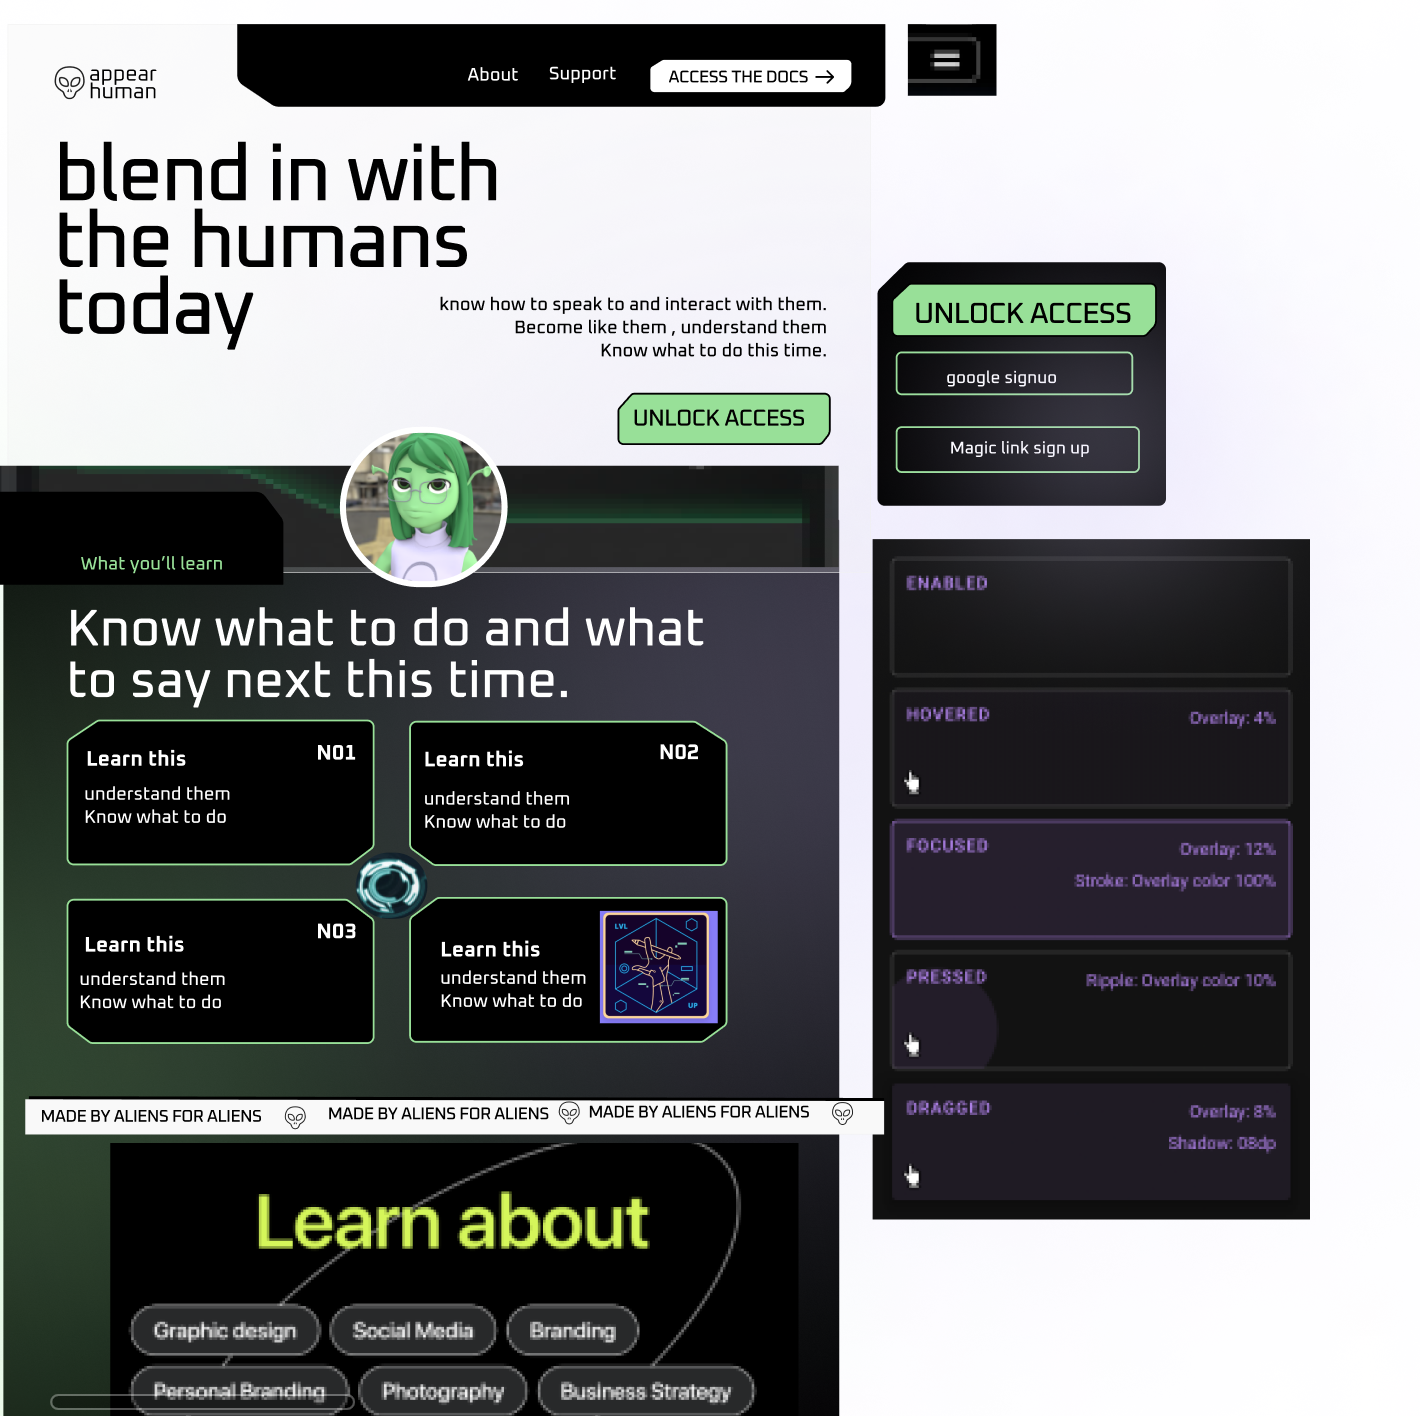 appear
human
About
Support
ACCESS THE DOCS →
blend in with
the humans
today
know how to speak to and interact with them.
Become like them , understand them
Know what to do this time.
UNLOCK ACCESS
UNLOCK ACCESS
google signuo
Magic link sign up
What you'll learn
Know what to do and what
to say next this time.
Learn this
N01
understand them
Know what to do
Learn this
N02
understand them
Know what to do
Learn this
N03
understand them
Know what to do
Learn this
understand them
Know what to do
LVL
UP
MADE BY ALIENS FOR ALIENS
MADE BY ALIENS FOR ALIENS
MADE BY ALIENS FOR ALIENS
Learn about
Graphic design
Social Media
Branding
Personal Branding
Photography
Business Strategy
ENABLED
HOVERED
Overlay: 4%
FOCUSED
Overlay: 12%
Stroke: Overlay color 100%
PRESSED
Ripple: Overlay color 10%
DRAGGED
Overlay: 8%
Shadow: 08dp